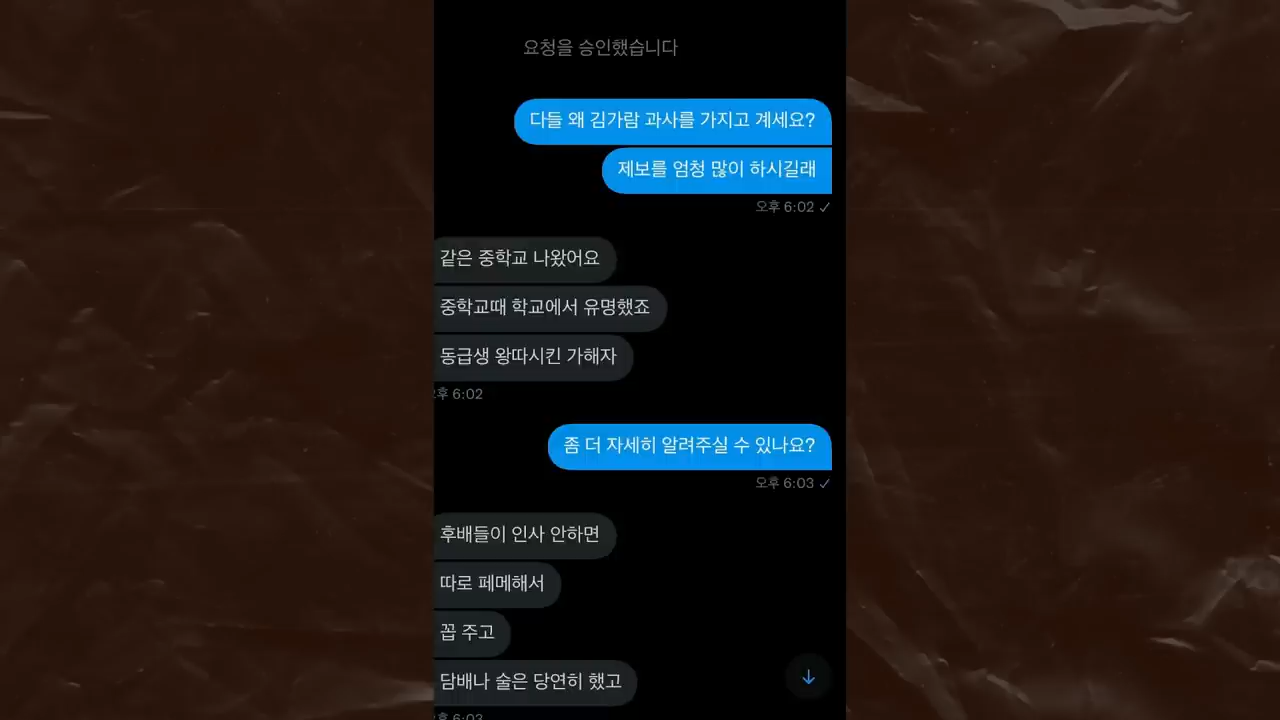 요청을 승인했습니다
다들 왜 김가람 과사를 가지고 계세요?
제보를 엄청 많이 하시길래
오후 6:02 ✓
같은 중학교 나왔어요
중학교때 학교에서 유명했죠
동급생 왕따시킨 가해자
후 6:02
좀 더 자세히 알려주실 수 있나요?
오후 6:03 ✓
후배들이 인사 안하면
따로 페메해서
꼽 주고
담배나 술은 당연히 했고
후 6:03